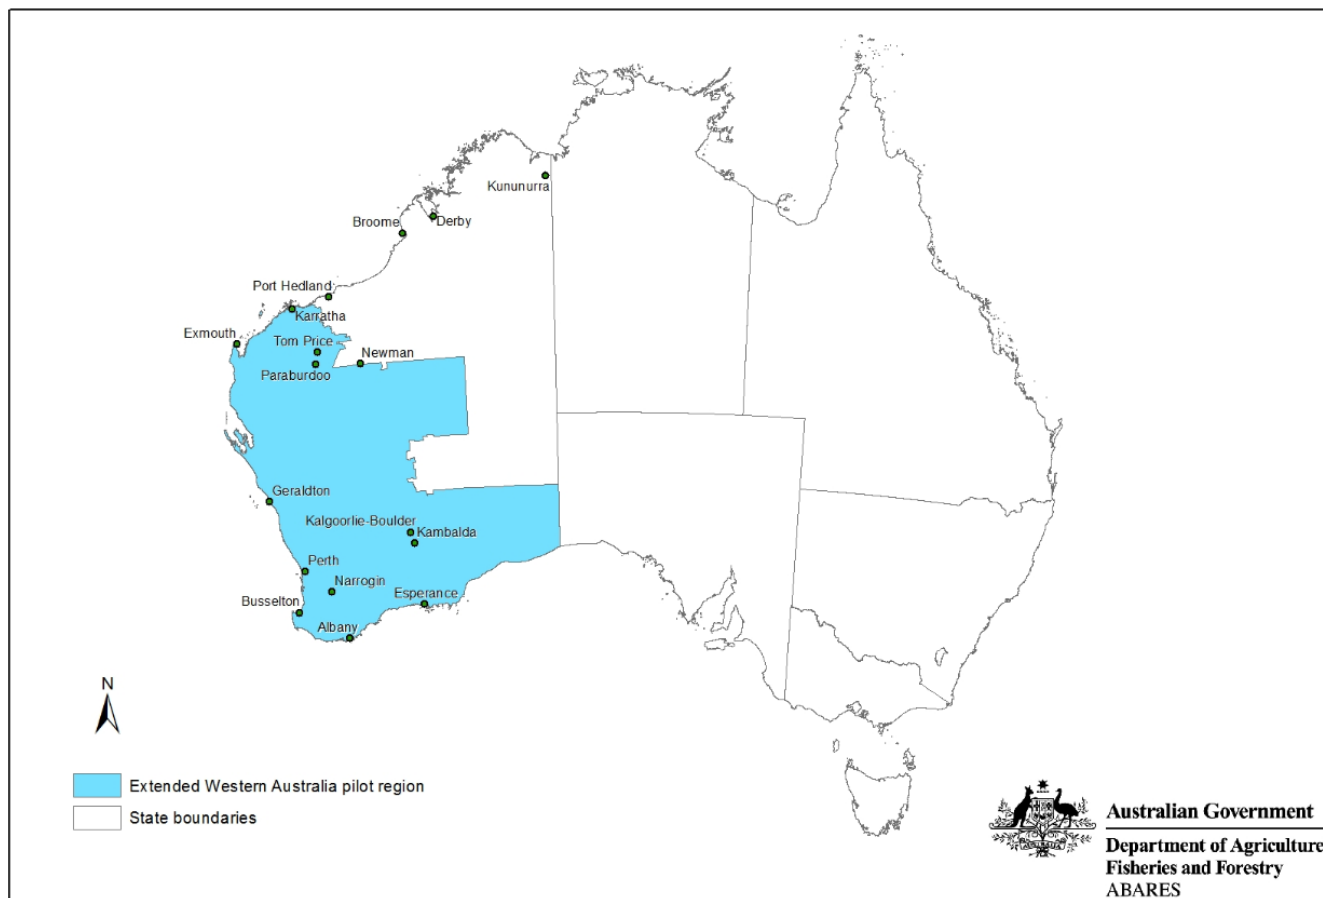 Kununurra
Derby
Broome
Port Hedland
Karratha
Exmouth
Tom Price
Newman
Paraburdoo
Geraldton
Kalgoorlie-Boulder
Kambalda
Perth
Narrogin
Esperance
Busselton
Albany
N
Extended Western Australia pilot region
State boundaries
Australian Government
Department of Agriculture
Fisheries and Forestry
ABARES